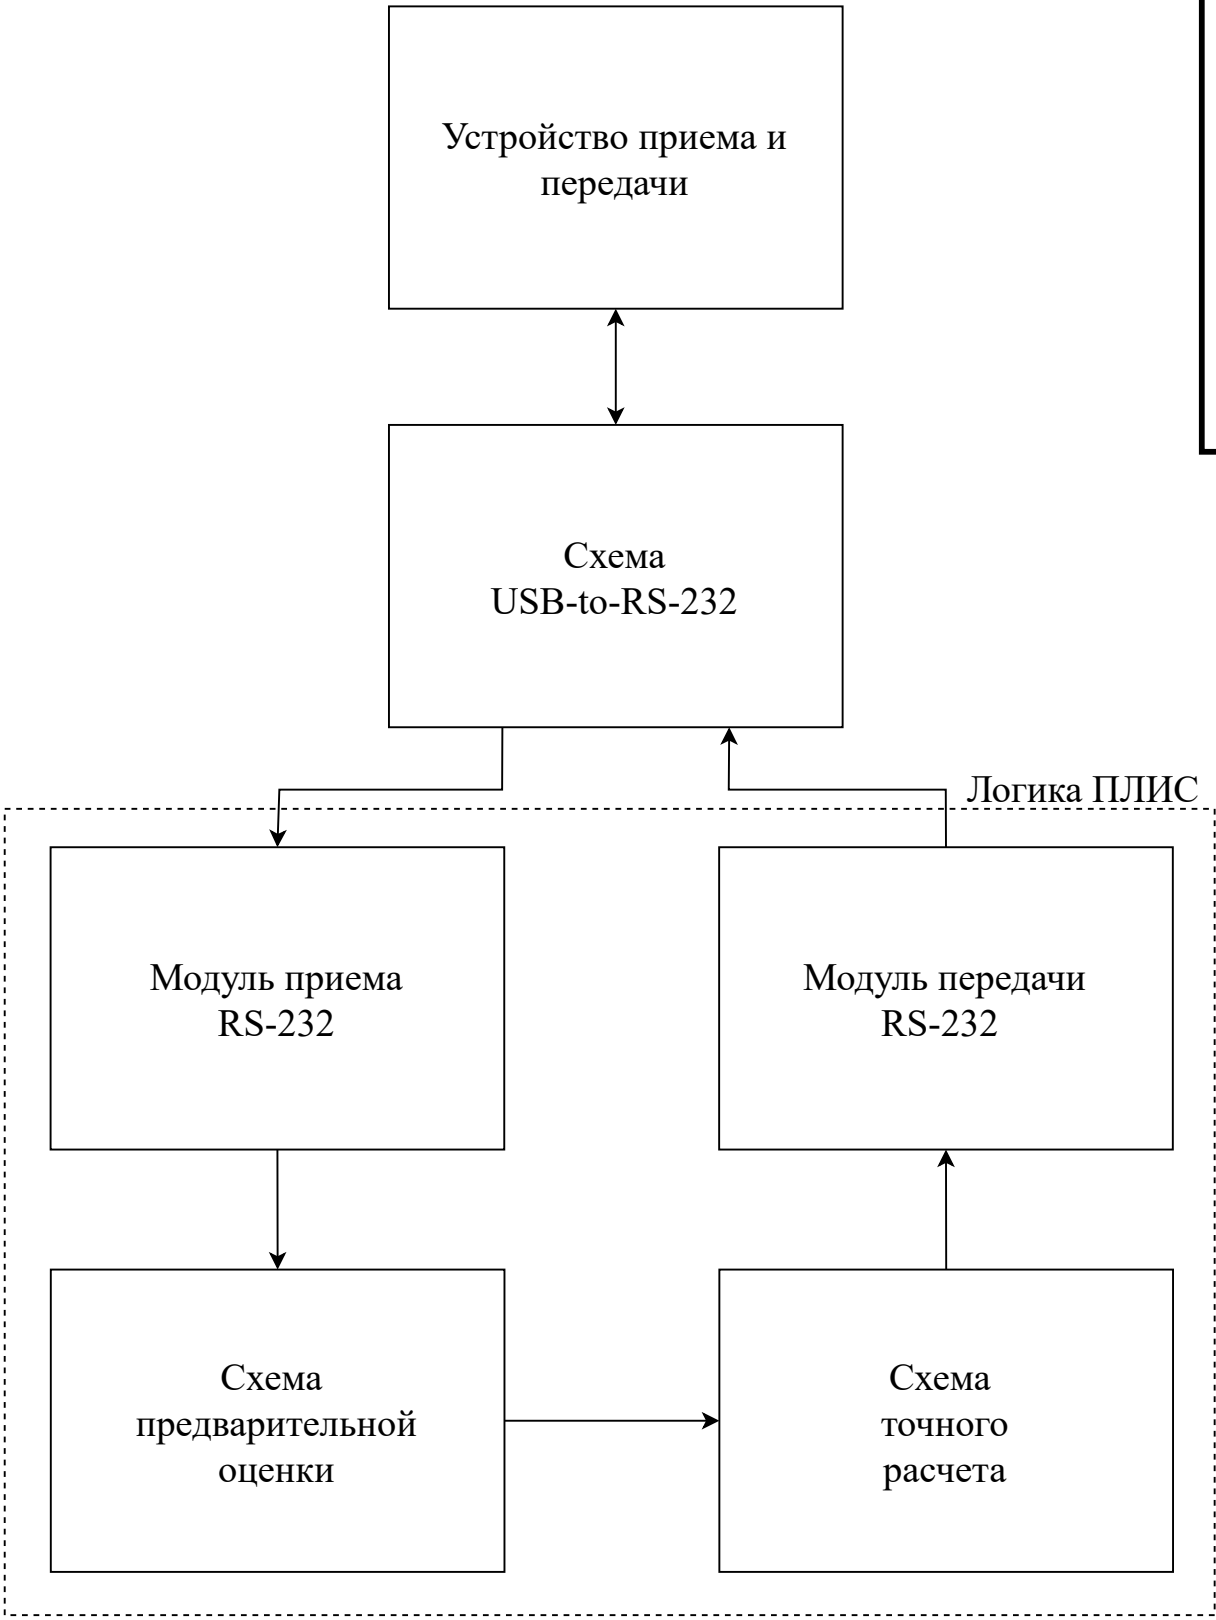 Устройство приема и
передачи
Схема
USB-to-RS-232
Логика ПЛИС
Модуль приема
RS-232
Модуль передачи
RS-232
Схема
предварительной
оценки
Схема
точного
расчета